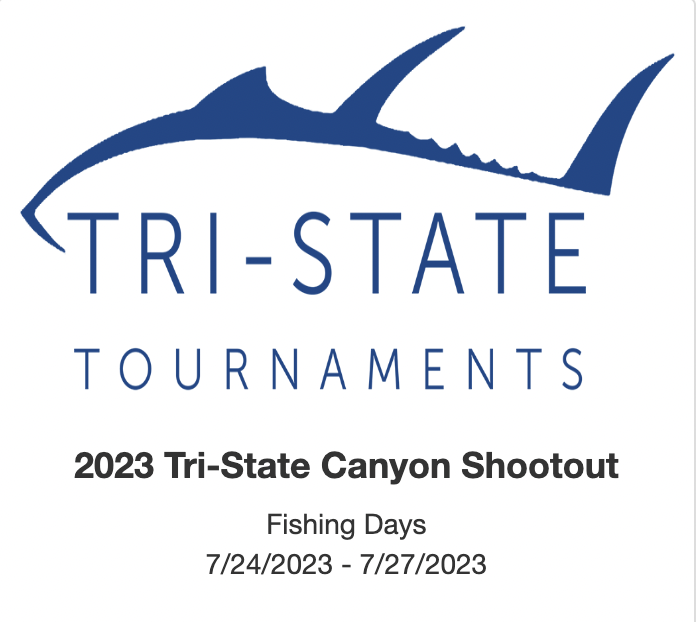 TRI-STATE
TOURNAMENTS
2023 Tri-State Canyon Shootout
Fishing Days
7/24/2023 - 7/27/2023